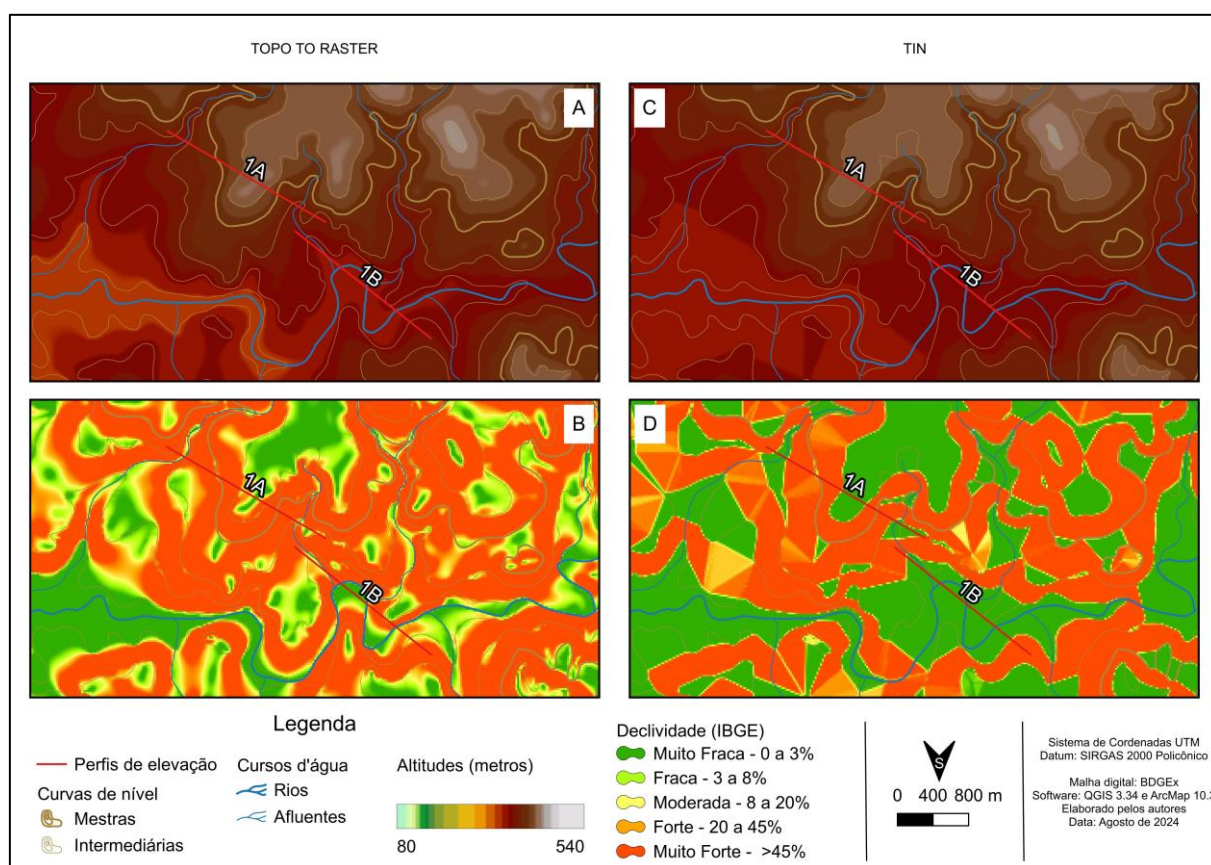 TOPO TO RASTER
TIN
A
1A
1B
C
1A
1B
B
1A
1B
D
1A
1B
Legenda
Perfis de elevação
Curvas de nível
Mestras
Intermediárias
Cursos d'água
Rios
Afluentes
Altitudes (metros)
80 540
Declividade (IBGE)
Muito Fraca - 0 a 3%
Fraca - 3 a 8%
Moderada - 8 a 20%
Forte - 20 a 45%
Muito Forte - >45%
S
0 400 800 m
Sistema de Cordenadas UTM
Datum: SIRGAS 2000 Policônico
Malha digital: BDGEx
Software: QGIS 3.34 e ArcMap 10.3
Elaborado pelos autores
Data: Agosto de 2024